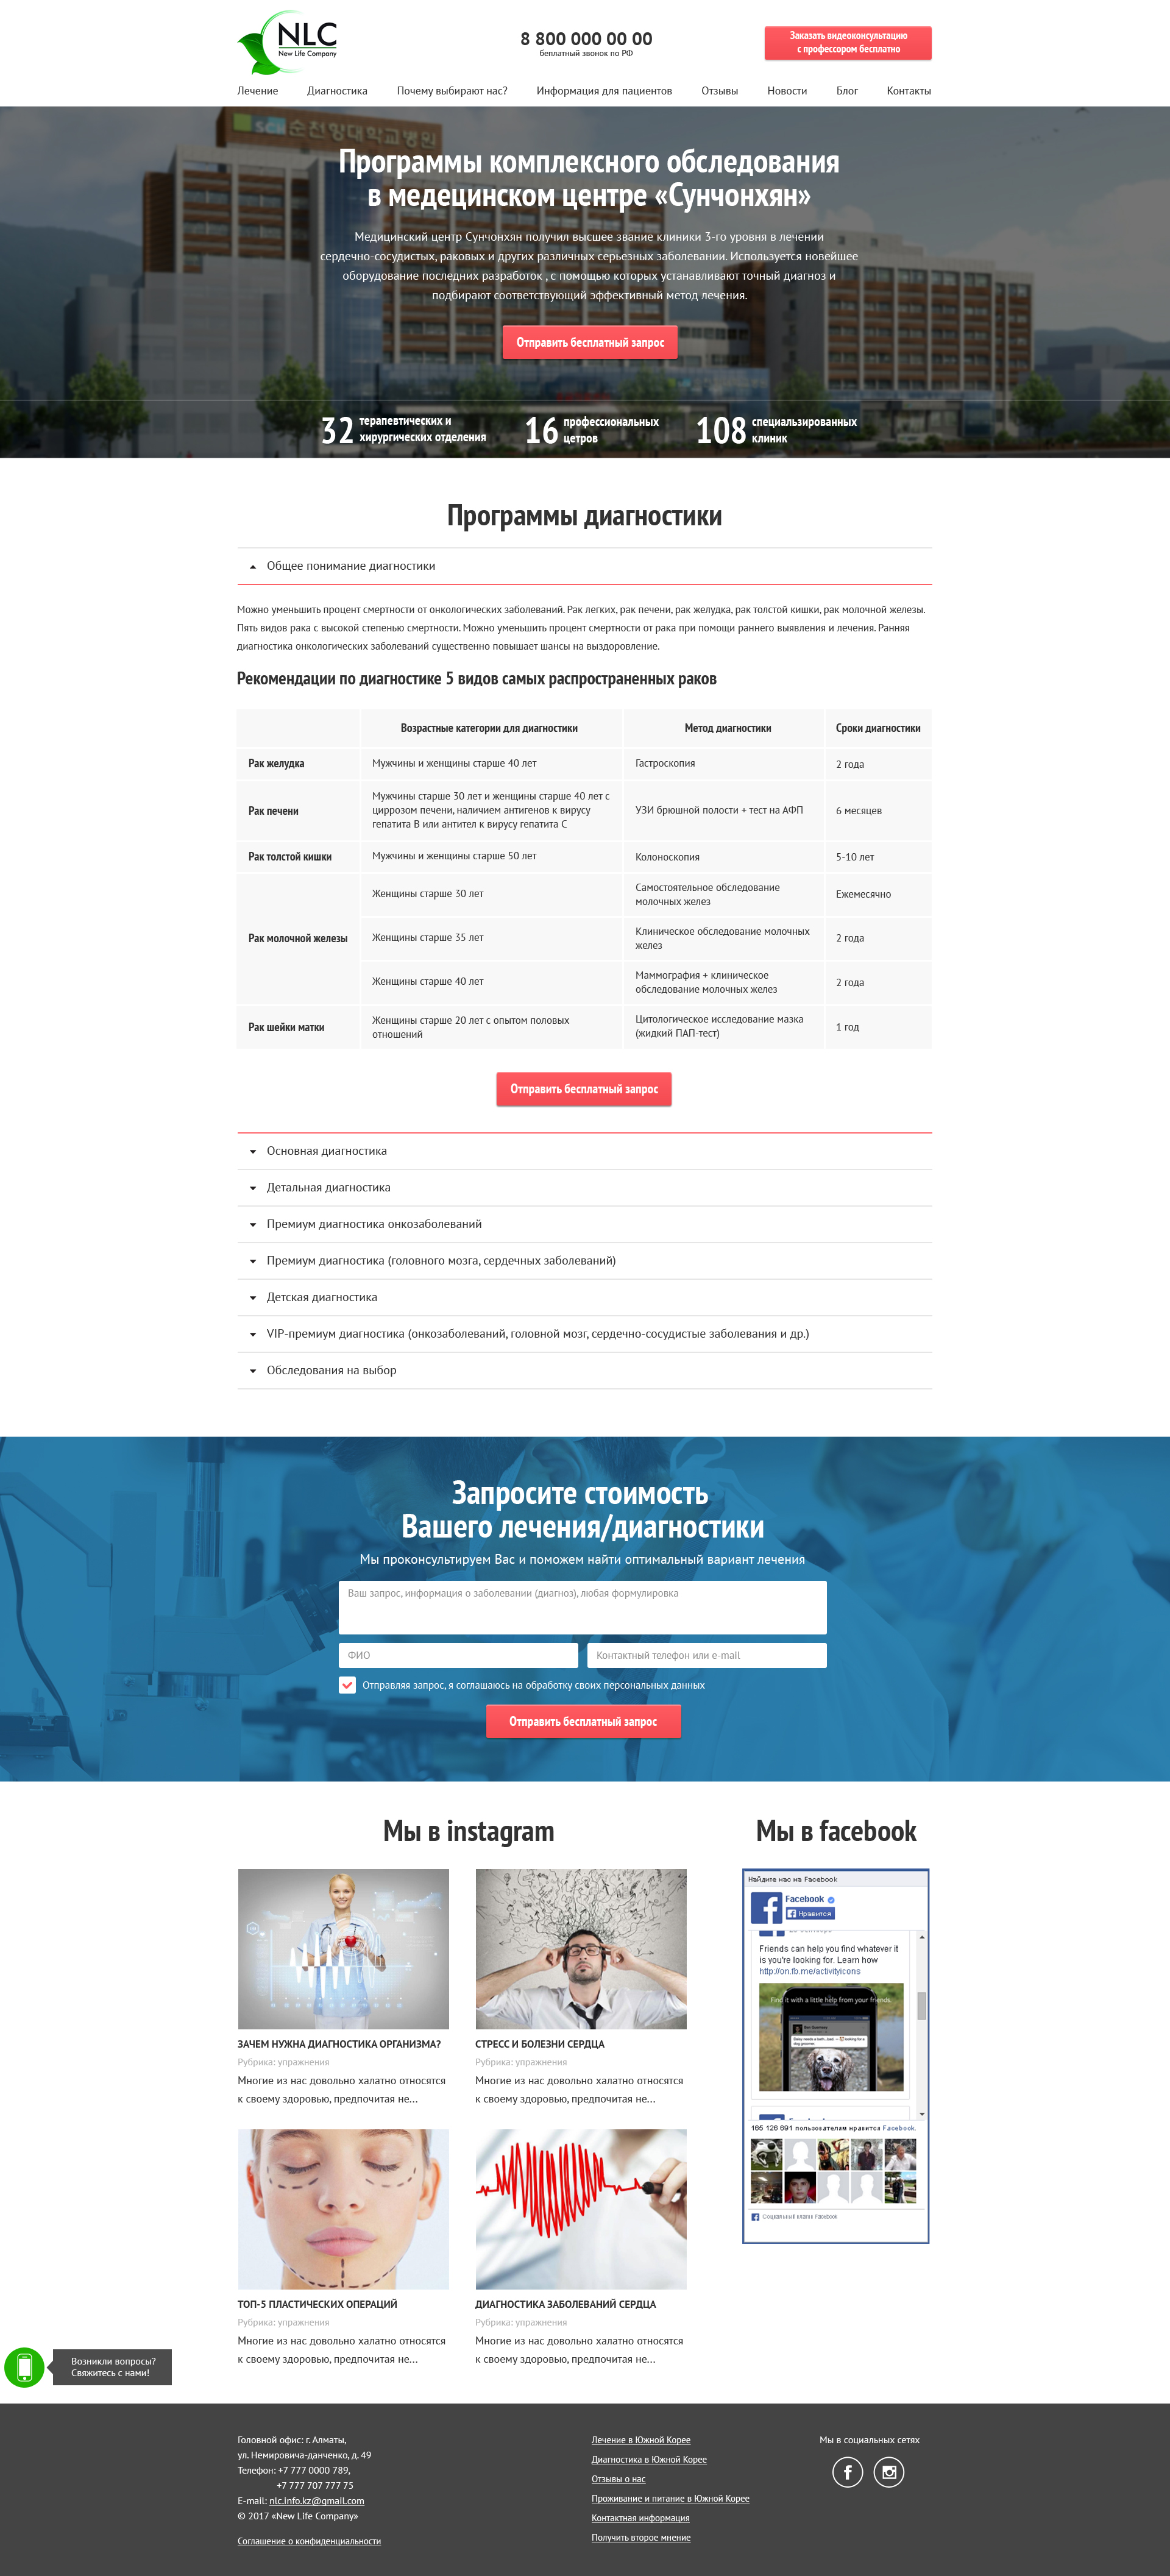 NLC
New Life Company
8 800 000 00 00
беплатный звонок по РФ
Заказать видеоконсультацию
с профессором бесплатно
Лечение Диагностика Почему выбирают нас? Информация для пациентов Отзывы Новости Блог Контакты
Программы комплексного обследования
в медецинском центре «Сунчонхян»
Медицинский центр Сунчонхян получил высшее звание клиники 3-го уровня в лечении
сердечно-сосудистых, раковых и других различных серьезных заболевании. Используется новейшее
оборудование последних разработок , с помощью которых устанавливают точный диагноз и
подбирают соответствующий эффективный метод лечения.
Отправить бесплатный запрос
32 терапевтических и
хирургических отделения
16 профессиональных
цетров
108 специальзированных
клиник
Программы диагностики
Общее понимание диагностики
Можно уменьшить процент смертности от онкологических заболеваний. Рак легких, рак печени, рак желудка, рак толстой кишки, рак молочной железы.
Пять видов рака с высокой степенью смертности. Можно уменьшить процент смертности от рака при помощи раннего выявления и лечения. Ранняя
диагностика онкологических заболеваний существенно повышает шансы на выздоровление.
Рекомендации по диагностике 5 видов самых распространенных раков
Возрастные категории для диагностики Метод диагностики Сроки диагностики
Рак желудка Мужчины и женщины старше 40 лет Гастроскопия 2 года
Рак печени Мужчины старше 30 лет и женщины старше 40 лет с
циррозом печени, наличием антигенов к вирусу
гепатита В или антител к вирусу гепатита С
УЗИ брюшной полости + тест на АФП 6 месяцев
Рак толстой кишки Мужчины и женщины старше 50 лет Колоноскопия 5-10 лет
Рак молочной железы
Женщины старше 30 лет Самостоятельное обследование
молочных желез
Ежемесячно
Женщины старше 35 лет Клиническое обследование молочных
желез
2 года
Женщины старше 40 лет Маммография + клиническое
обследование молочных желез
2 года
Рак шейки матки Женщины старше 20 лет с опытом половых
отношений
Цитологическое исследование мазка
(жидкий ПАП-тест)
1 год
Отправить бесплатный запрос
Основная диагностика
Детальная диагностика
Премиум диагностика онкозаболеваний
Премиум диагностика (головного мозга, сердечных заболеваний)
Детская диагностика
VIP-премиум диагностика (онкозаболеваний, головной мозг, сердечно-сосудистые заболевания и др.)
Обследования на выбор
Запросите стоимость
Вашего лечения/диагностики
Мы проконсультируем Вас и поможем найти оптимальный вариант лечения
Ваш запрос, информация о заболевании (диагноз), любая формулировка
ФИО
Контактный телефон или e-mail
Отправляя запрос, я соглашаюсь на обработку своих персональных данных
Отправить бесплатный запрос
Мы в instagram
ЗАЧЕМ НУЖНА ДИАГНОСТИКА ОРГАНИЗМА?
Рубрика: упражнения
Многие из нас довольно халатно относятся
к своему здоровью, предпочитая не...
СТРЕСС И БОЛЕЗНИ СЕРДЦА
Рубрика: упражнения
Многие из нас довольно халатно относятся
к своему здоровью, предпочитая не...
ТОП-5 ПЛАСТИЧЕСКИХ ОПЕРАЦИЙ
Рубрика: упражнения
Многие из нас довольно халатно относятся
к своему здоровью, предпочитая не...
ДИАГНОСТИКА ЗАБОЛЕВАНИЙ СЕРДЦА
Рубрика: упражнения
Многие из нас довольно халатно относятся
к своему здоровью, предпочитая не...
Мы в facebook
Найдите нас на Facebook
Facebook
Нравится
Friends can help you find whatever it
is you're looking for. Learn how
http://on.fb.me/activityicons
Find it with a little help from your friends.
165 126 691 пользователям нравится Facebook.
Социальный плагин Facebook
Возникли вопросы?
Свяжитесь с нами!
Головной офис: г. Алматы,
ул. Немировича-данченко, д. 49
Телефон: +7 777 0000 789,
+7 777 707 777 75
E-mail: nlc.info.kz@gmail.com
© 2017 «New Life Company»
Соглашение о конфиденциальности
Лечение в Южной Корее
Диагностика в Южной Корее
Отзывы о нас
Проживание и питание в Южной Корее
Контактная информация
Получить второе мнение
Мы в социальных сетях